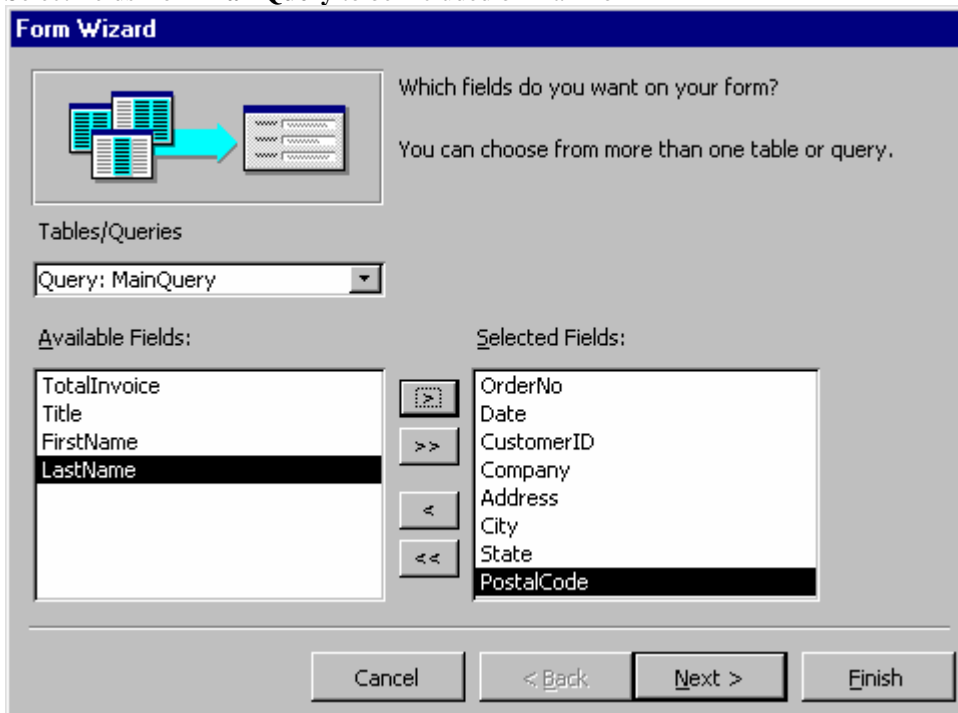 Form Wizard
Which fields do you want on your form?
You can choose from more than one table or query.
Tables/Queries
Query: MainQuery
Available Fields:
Selected Fields:
TotalInvoice
Title
FirstName
LastName
>
>>
<
<<
OrderNo
Date
CustomerID
Company
Address
City
State
PostalCode
Cancel
< Back
Next >
Finish